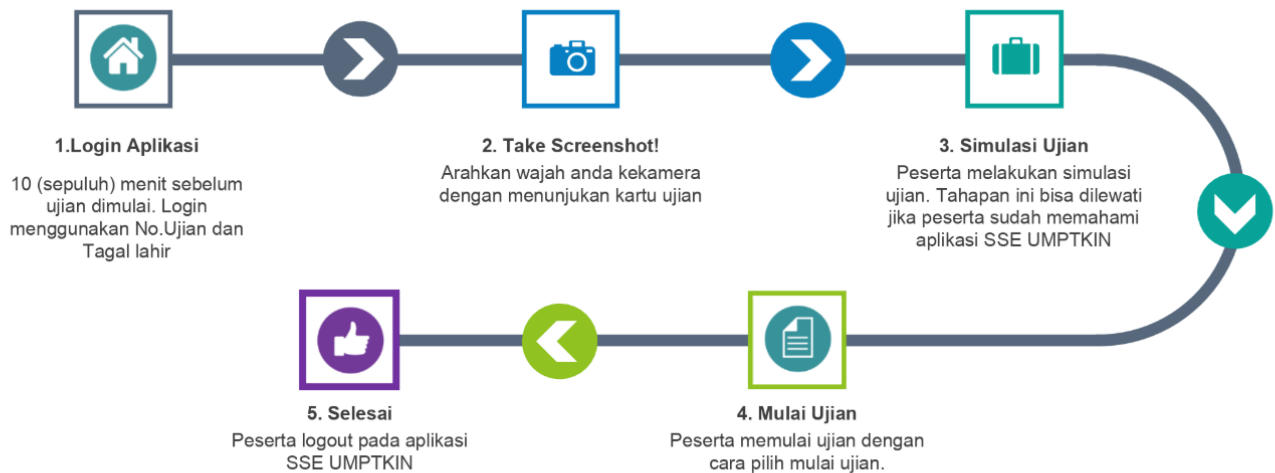 1.Login Aplikasi
10 (sepuluh) menit sebelum
ujian dimulai. Login
menggunakan No.Ujian dan
Tagal lahir
2. Take Screenshot!
Arahkan wajah anda kekamera
dengan menunjukan kartu ujian
3. Simulasi Ujian
Peserta melakukan simulasi
ujian. Tahapan ini bisa dilewati
jika peserta sudah memahami
aplikasi SSE UMPTKIN
4. Mulai Ujian
Peserta memulai ujian dengan
cara pilih mulai ujian.
5. Selesai
Peserta logout pada aplikasi
SSE UMPTKIN